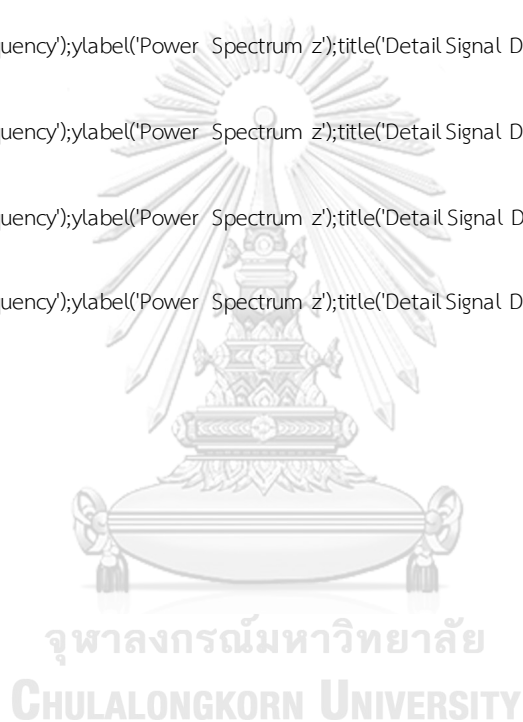 uency');ylabel('Power Spectrum z');title('Detail Signal D
uency');ylabel('Power Spectrum z');title('Detail Signal D
uency');ylabel('Power Spectrum z');title('Detail Signal D
uency');ylabel('Power Spectrum z');title('Detail Signal D
จุฬาลงกรณ์มหาวิทยาลัย
CHULALONGKORN UNIVERSITY